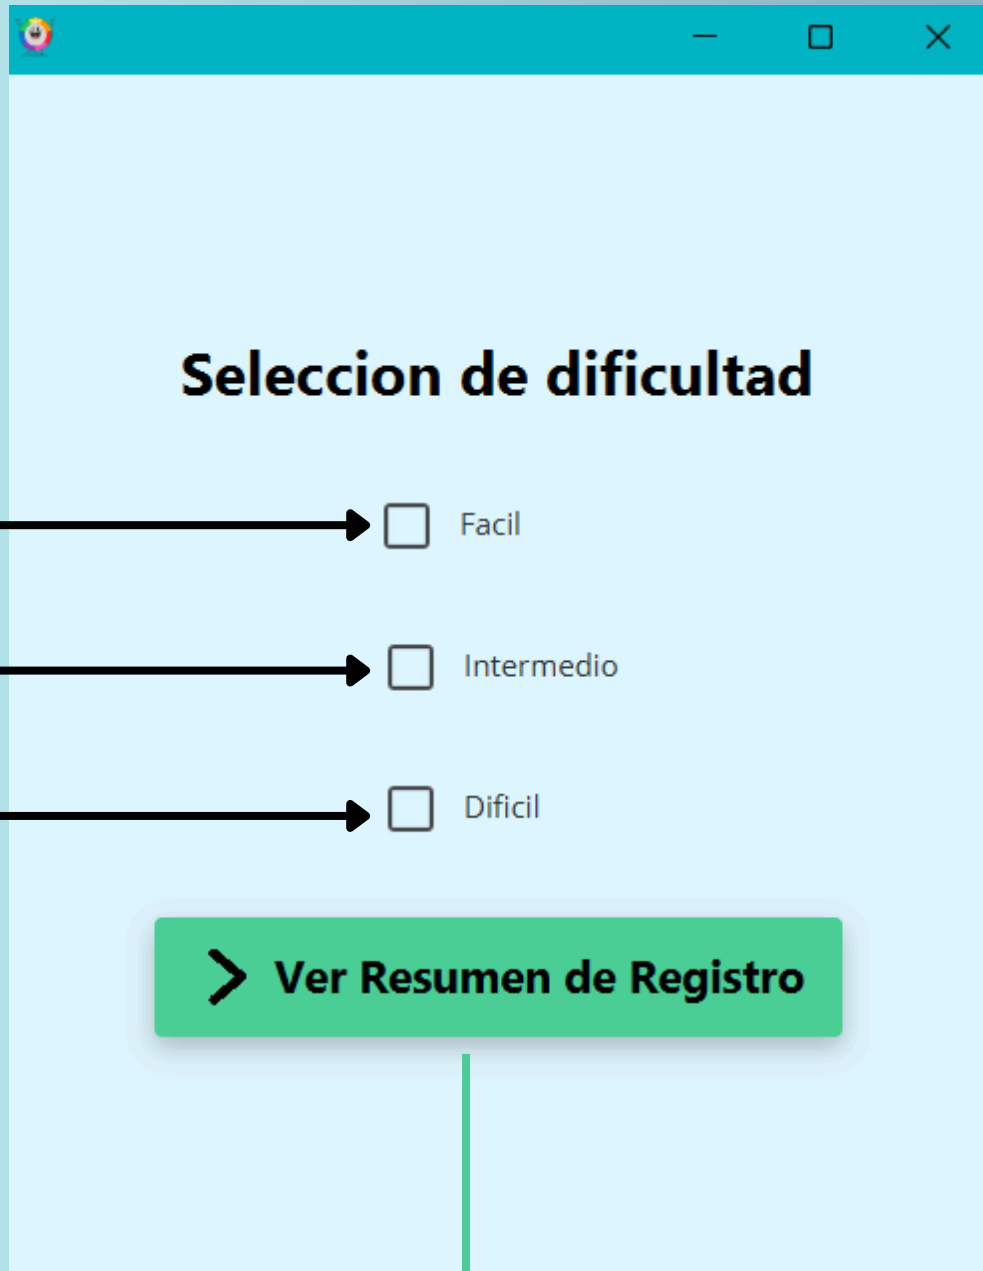 Seleccion de dificultad
Facil
Intermedio
Dificil
Ver Resumen de Registro